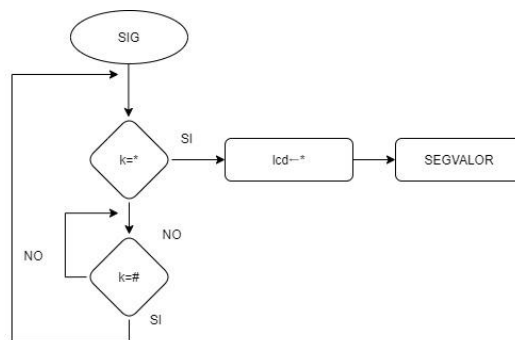 SIG
SI
k=*
lcd←*
SEGVALOR
NO
NO
k=#
SI